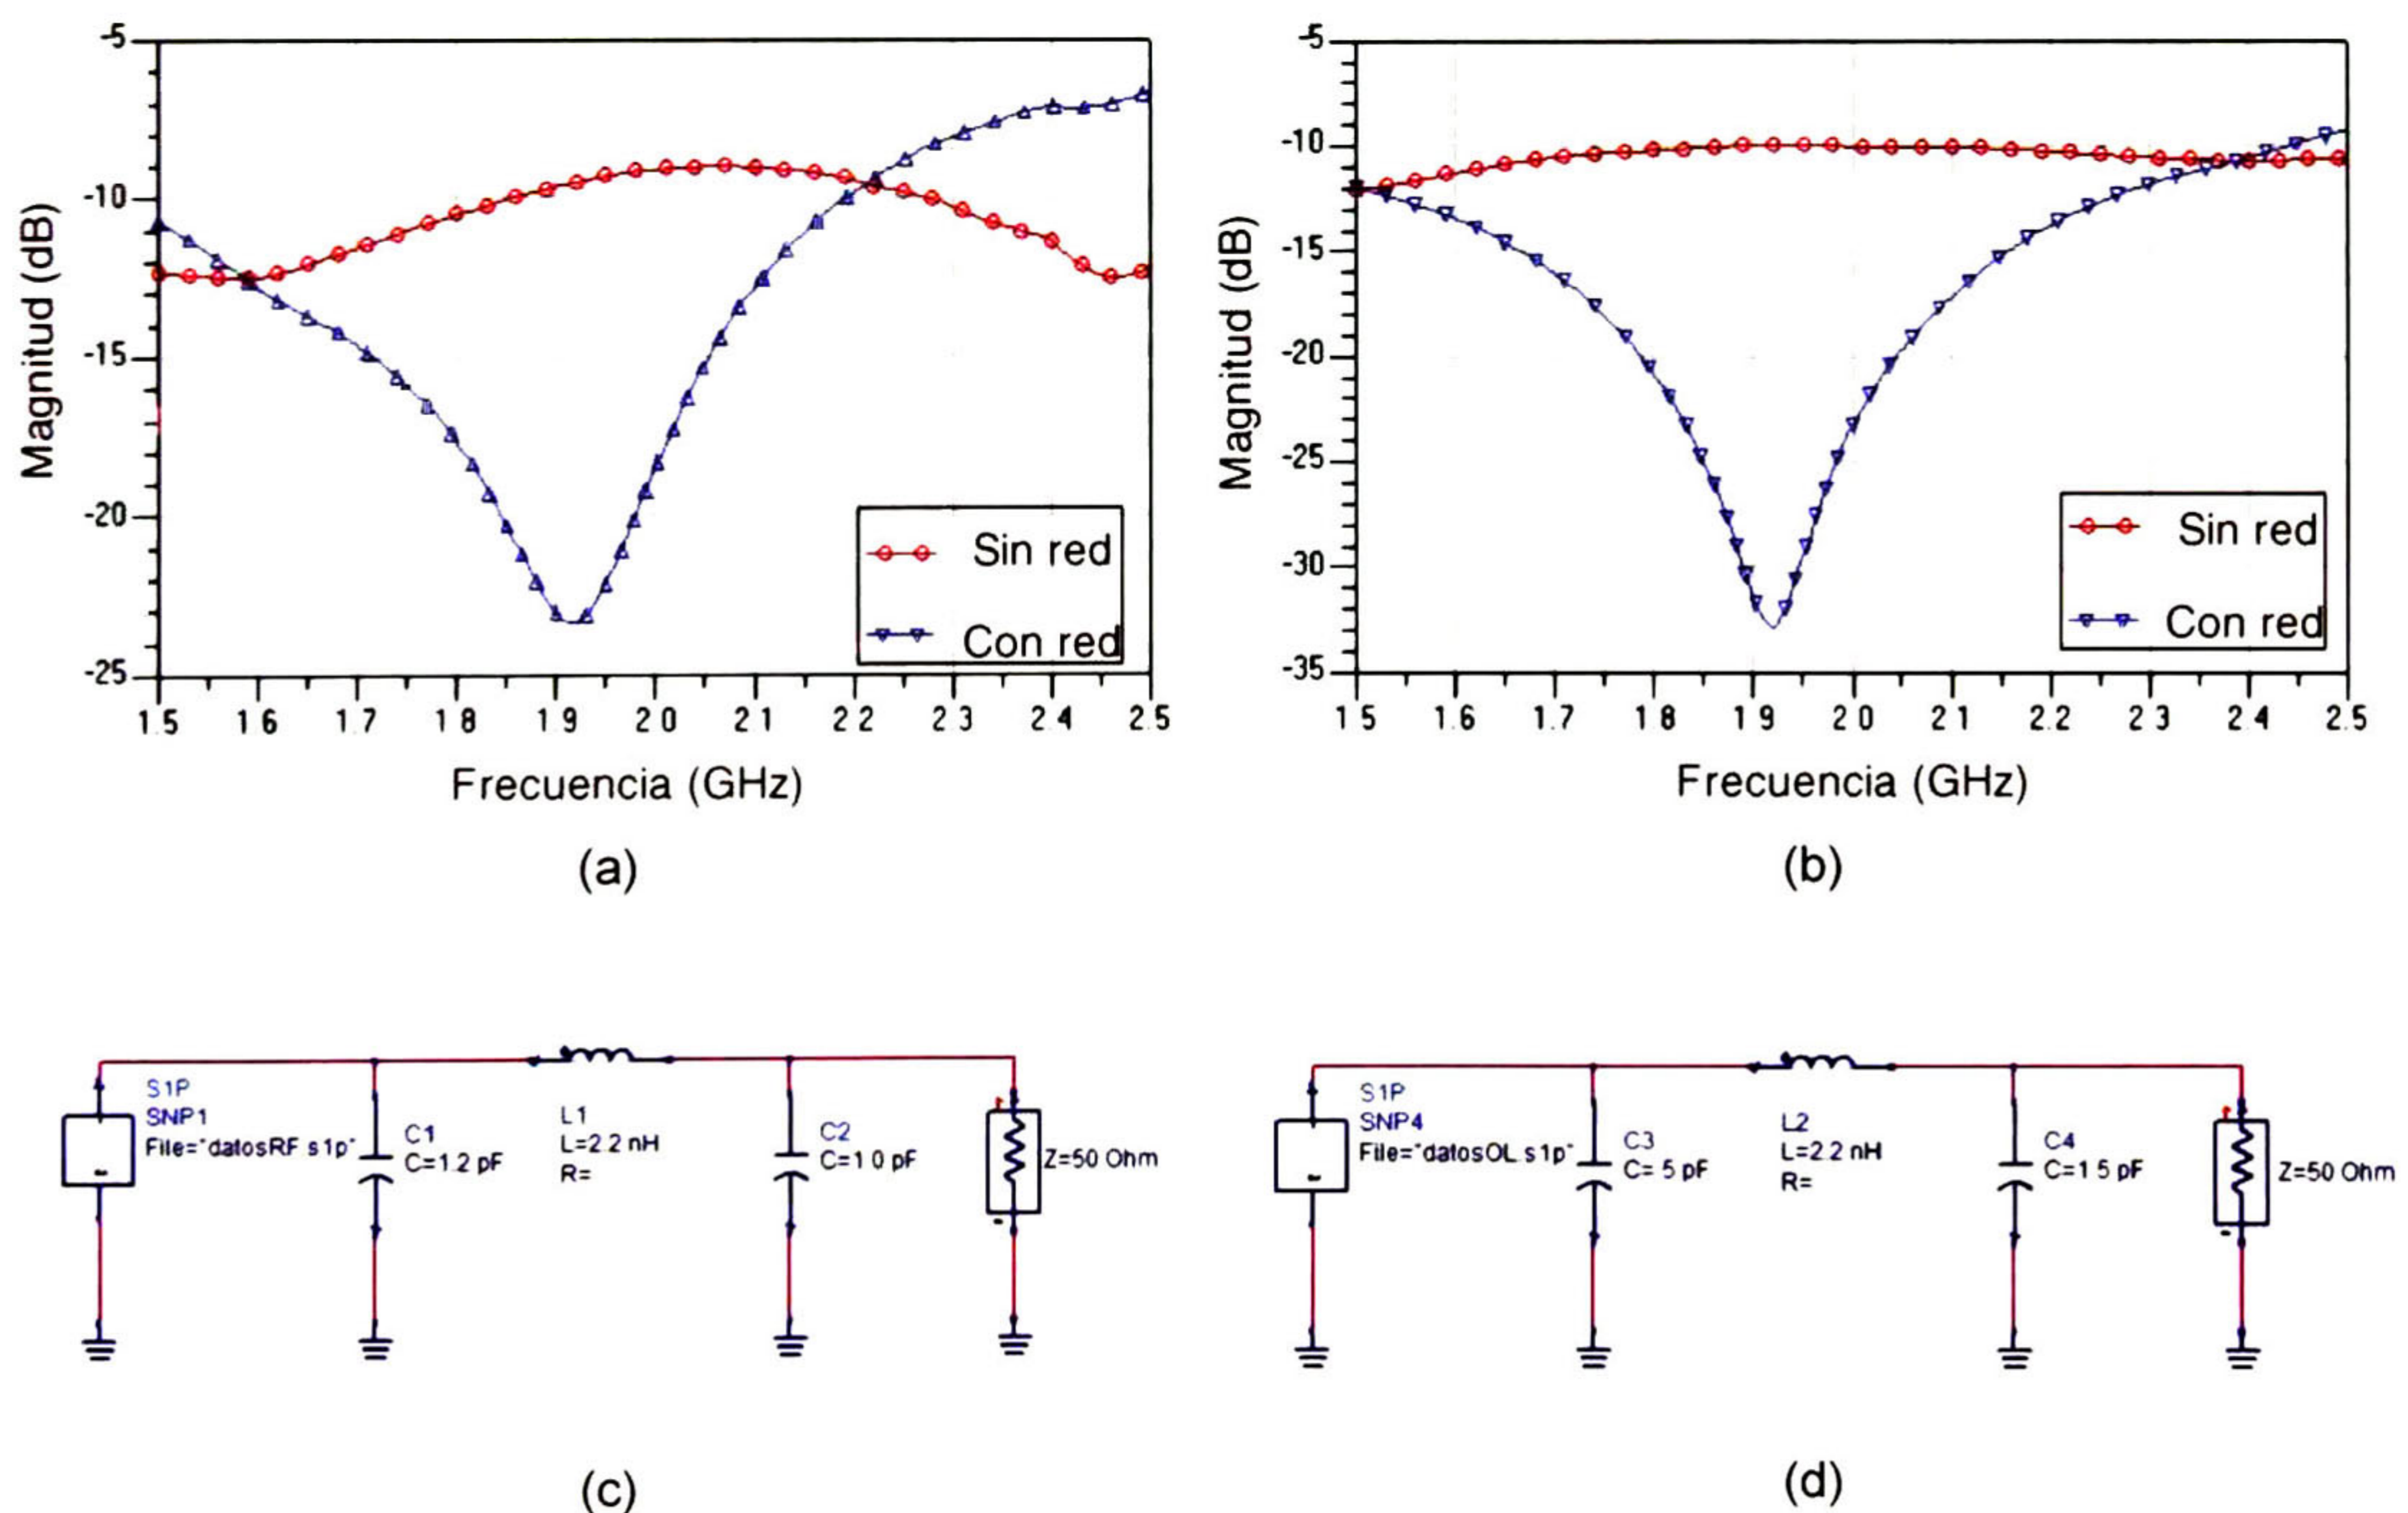 -5
-10
-15
-20
-25
Magnitud (dB)
1.5 1.6 1.7 1.8 1.9 2.0 2.1 2.2 2.3 2.4 2.5
Frecuencia (GHz)
Sin red
Con red
(a)
-5
-10
-15
-20
-25
-30
-35
Magnitud (dB)
1.5 1.6 1.7 1.8 1.9 2.0 2.1 2.2 2.3 2.4 2.5
Frecuencia (GHz)
Sin red
Con red
(b)
S1P
SNP1
File="datosRF.s1p"
C1
C=1.2 pF
L1
L=2.2 nH
R=
C2
C=1.0 pF
Z=50 Ohm
(c)
S1P
SNP4
File="datosOL.s1p"
C3
C=.5 pF
L2
L=2.2 nH
R=
C4
C=1.5 pF
Z=50 Ohm
(d)